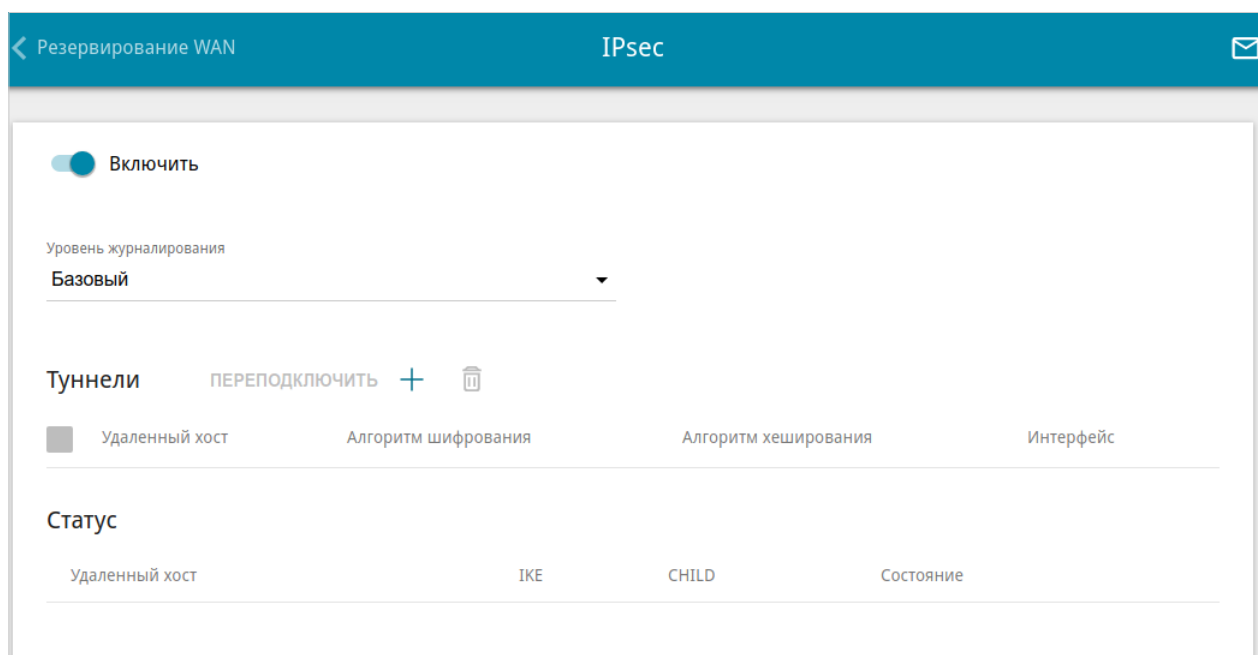 Резервирование WAN
IPsec
Включить
Уровень журналирования
Базовый
Туннели ПЕРЕПОДКЛЮЧИТЬ
Удаленный хост Алгоритм шифрования Алгоритм хеширования Интерфейс
Статус
Удаленный хост IKE CHILD Состояние